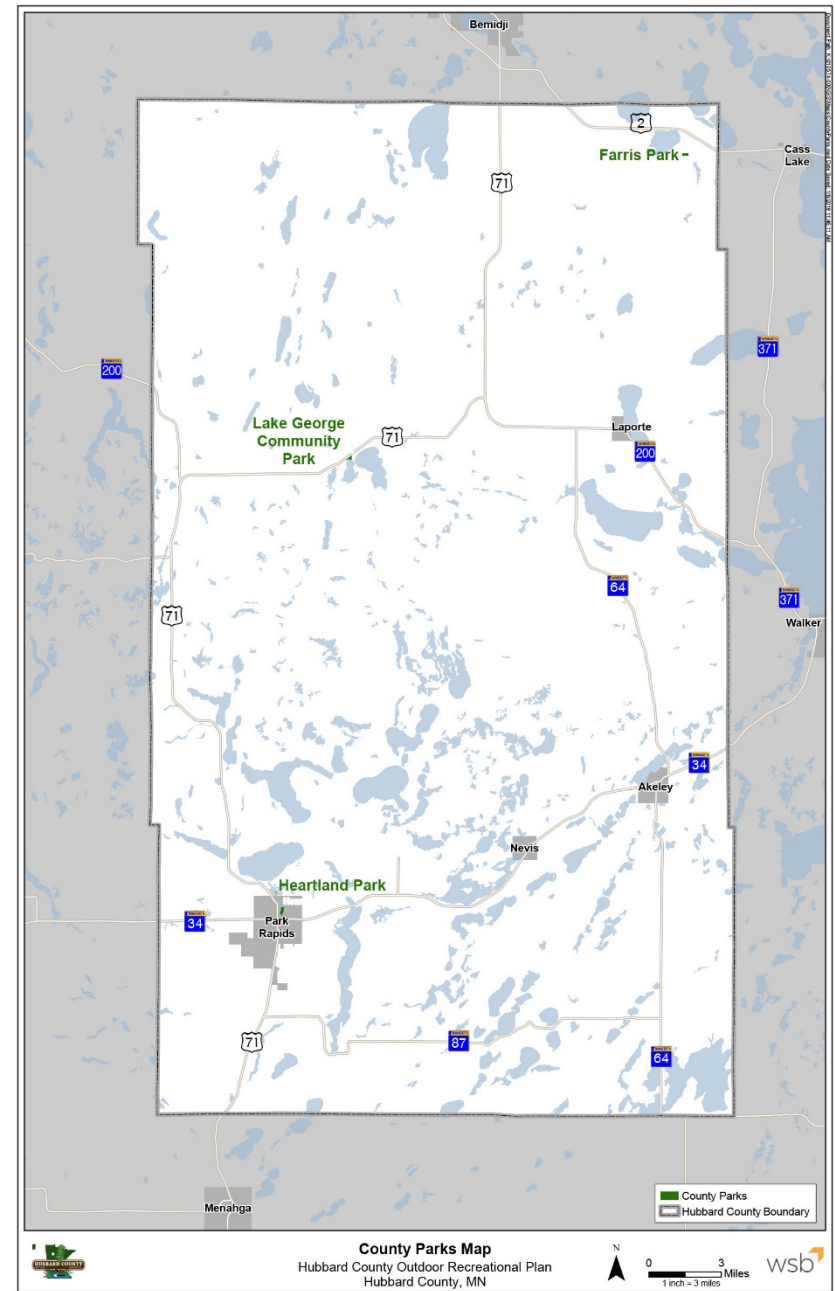 Bemidji
2
Farris Park
Cass
Lake
71
371
200
Lake George
Community
Park
71
Laporte
200
64
371
71
Walker
34
Akeley
Nevis
Heartland Park
34
Park
Rapids
71
87
64
Menahga
County Parks
Hubbard County Boundary
HUBBARD COUNTY
County Parks Map
Hubbard County Outdoor Recreational Plan
Hubbard County, MN
N
0 3
Miles
1 inch = 3 miles
wsb